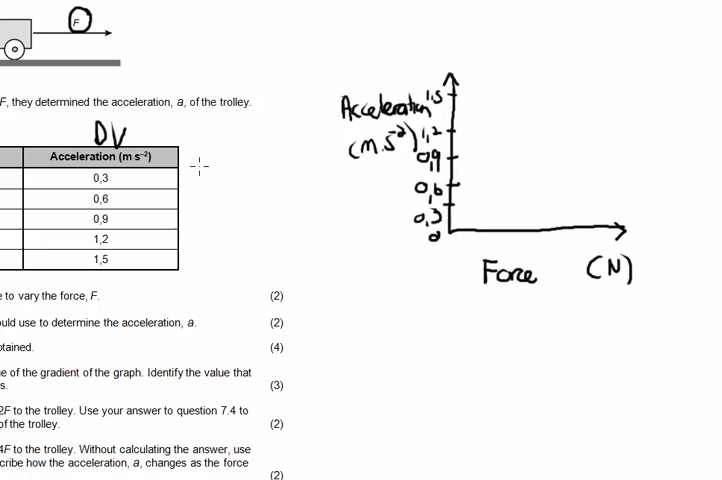 F
F, they determined the acceleration, a, of the trolley.
DV
Acceleration (m s⁻²)
0,3
0,6
0,9
1,2
1,5
e to vary the force, F. (2)
ould use to determine the acceleration, a. (2)
otained. (4)
e of the gradient of the graph. Identify the value that
s. (3)
2F to the trolley. Use your answer to question 7.4 to
of the trolley. (2)
4F to the trolley. Without calculating the answer, use
cribe how the acceleration, a, changes as the force
(2)
Acceleration
(m.s⁻²)
1,5
1,2
0,9
0,6
0,3
0
Force (N)